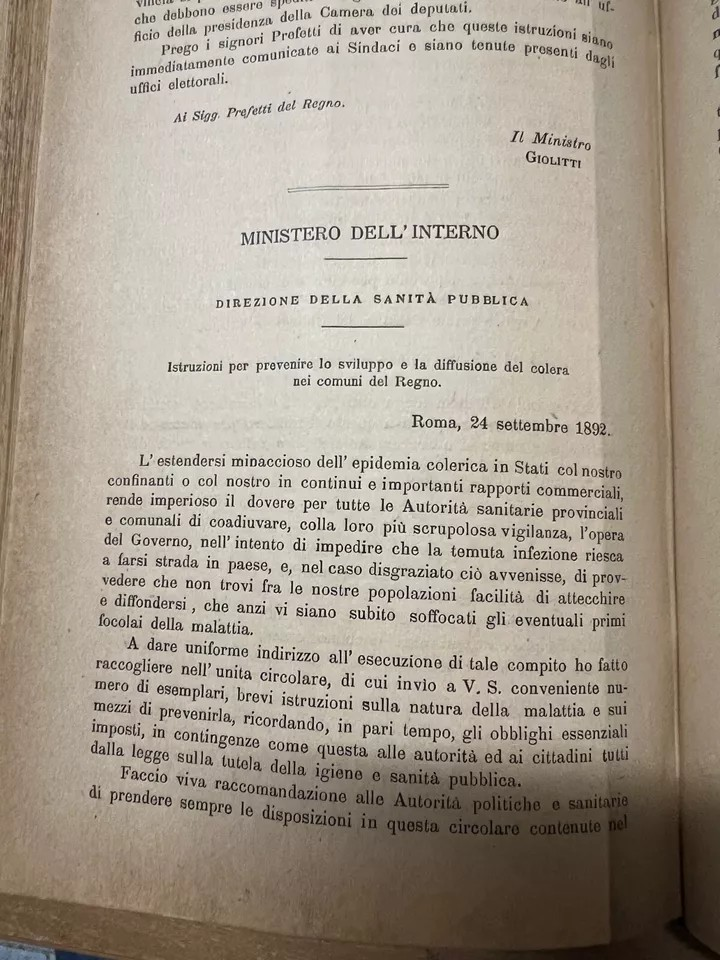 che debbono essere
ficio della presidenza della Camera dei deputati.
Prego i signori Prefetti di aver cura che queste istruzioni siano
immediatamente comunicate ai Sindaci e siano tenute presenti dagli
uffici elettorali.
Ai Sigg. Prefetti del Regno.
Il Ministro
GIOLITTI
MINISTERO DELL' INTERNO
DIREZIONE DELLA SANITÀ PUBBLICA
Istruzioni per prevenire lo sviluppo e la diffusione del colera
nei comuni del Regno.
Roma, 24 settembre 1892.
L' estendersi minaccioso dell' epidemia colerica in Stati col nostro
confinanti o col nostro in continui e importanti rapporti commerciali,
rende imperioso il dovere per tutte le Autorità sanitarie provinciali
e comunali di coadiuvare, colla loro più scrupolosa vigilanza, l'opera
del Governo, nell' intento di impedire che la temuta infezione riesca
a farsi strada in paese, e, nel caso disgraziato ciò avvenisse, di prov-
vedere che non trovi fra le nostre popolazioni facilità di attecchire
e diffondersi, che anzi vi siano subito soffocati gli eventuali primi
focolai della malattia.
A dare uniforme indirizzo all' esecuzione di tale compito ho fatto
raccogliere nell' unita circolare, di cui invio a V. S. conveniente nu-
mero di esemplari, brevi istruzioni sulla natura della malattia e sui
mezzi di prevenirla, ricordando, in pari tempo, gli obblighi essenziali
imposti, in contingenze come questa alle autorità ed ai cittadini tutti
dalla legge sulla tutela della igiene e sanità pubblica.
Faccio viva raccomandazione alle Autorità politiche e sanitarie
di prendere sempre le disposizioni in questa circolare contenute nel